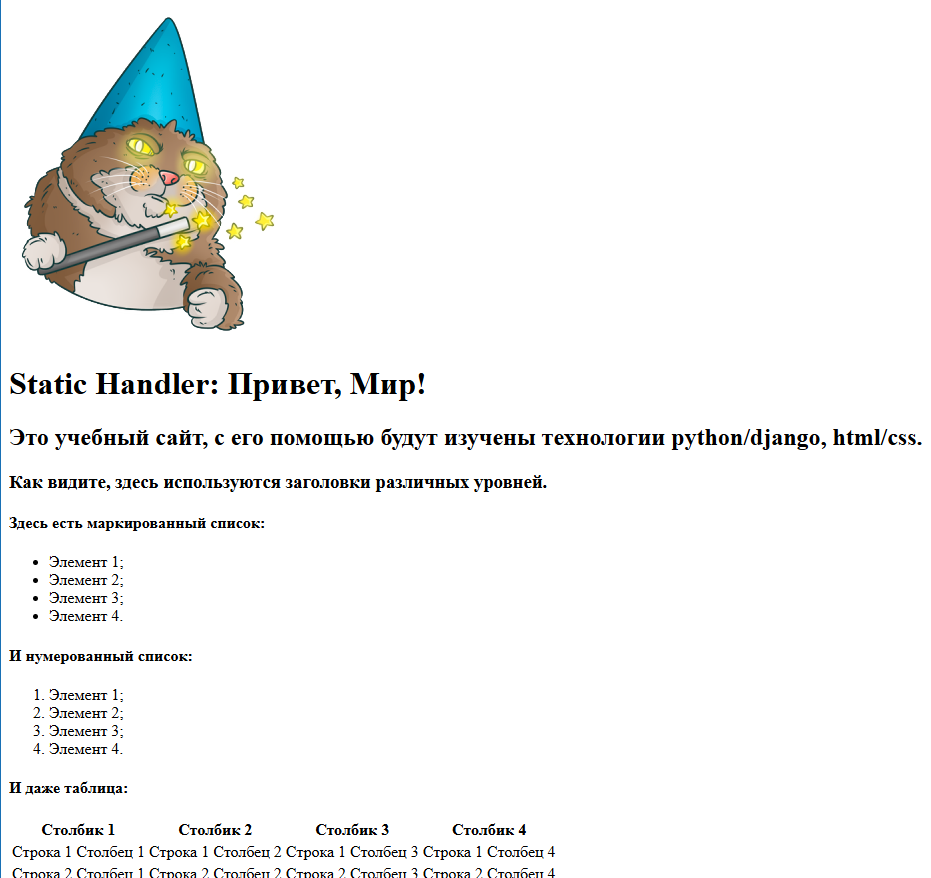 Static Handler: Привет, Мир!
Это учебный сайт, с его помощью будут изучены технологии python/django, html/css.
Как видите, здесь используются заголовки различных уровней.
Здесь есть маркированный список:
• Элемент 1;
• Элемент 2;
• Элемент 3;
• Элемент 4.
И нумерованный список:
1. Элемент 1;
2. Элемент 2;
3. Элемент 3;
4. Элемент 4.
И даже таблица:
Столбик 1 Столбик 2 Столбик 3 Столбик 4
Строка 1 Столбец 1 Строка 1 Столбец 2 Строка 1 Столбец 3 Строка 1 Столбец 4
Строка 2 Столбец 1 Строка 2 Столбец 2 Строка 2 Столбец 3 Строка 2 Столбец 4